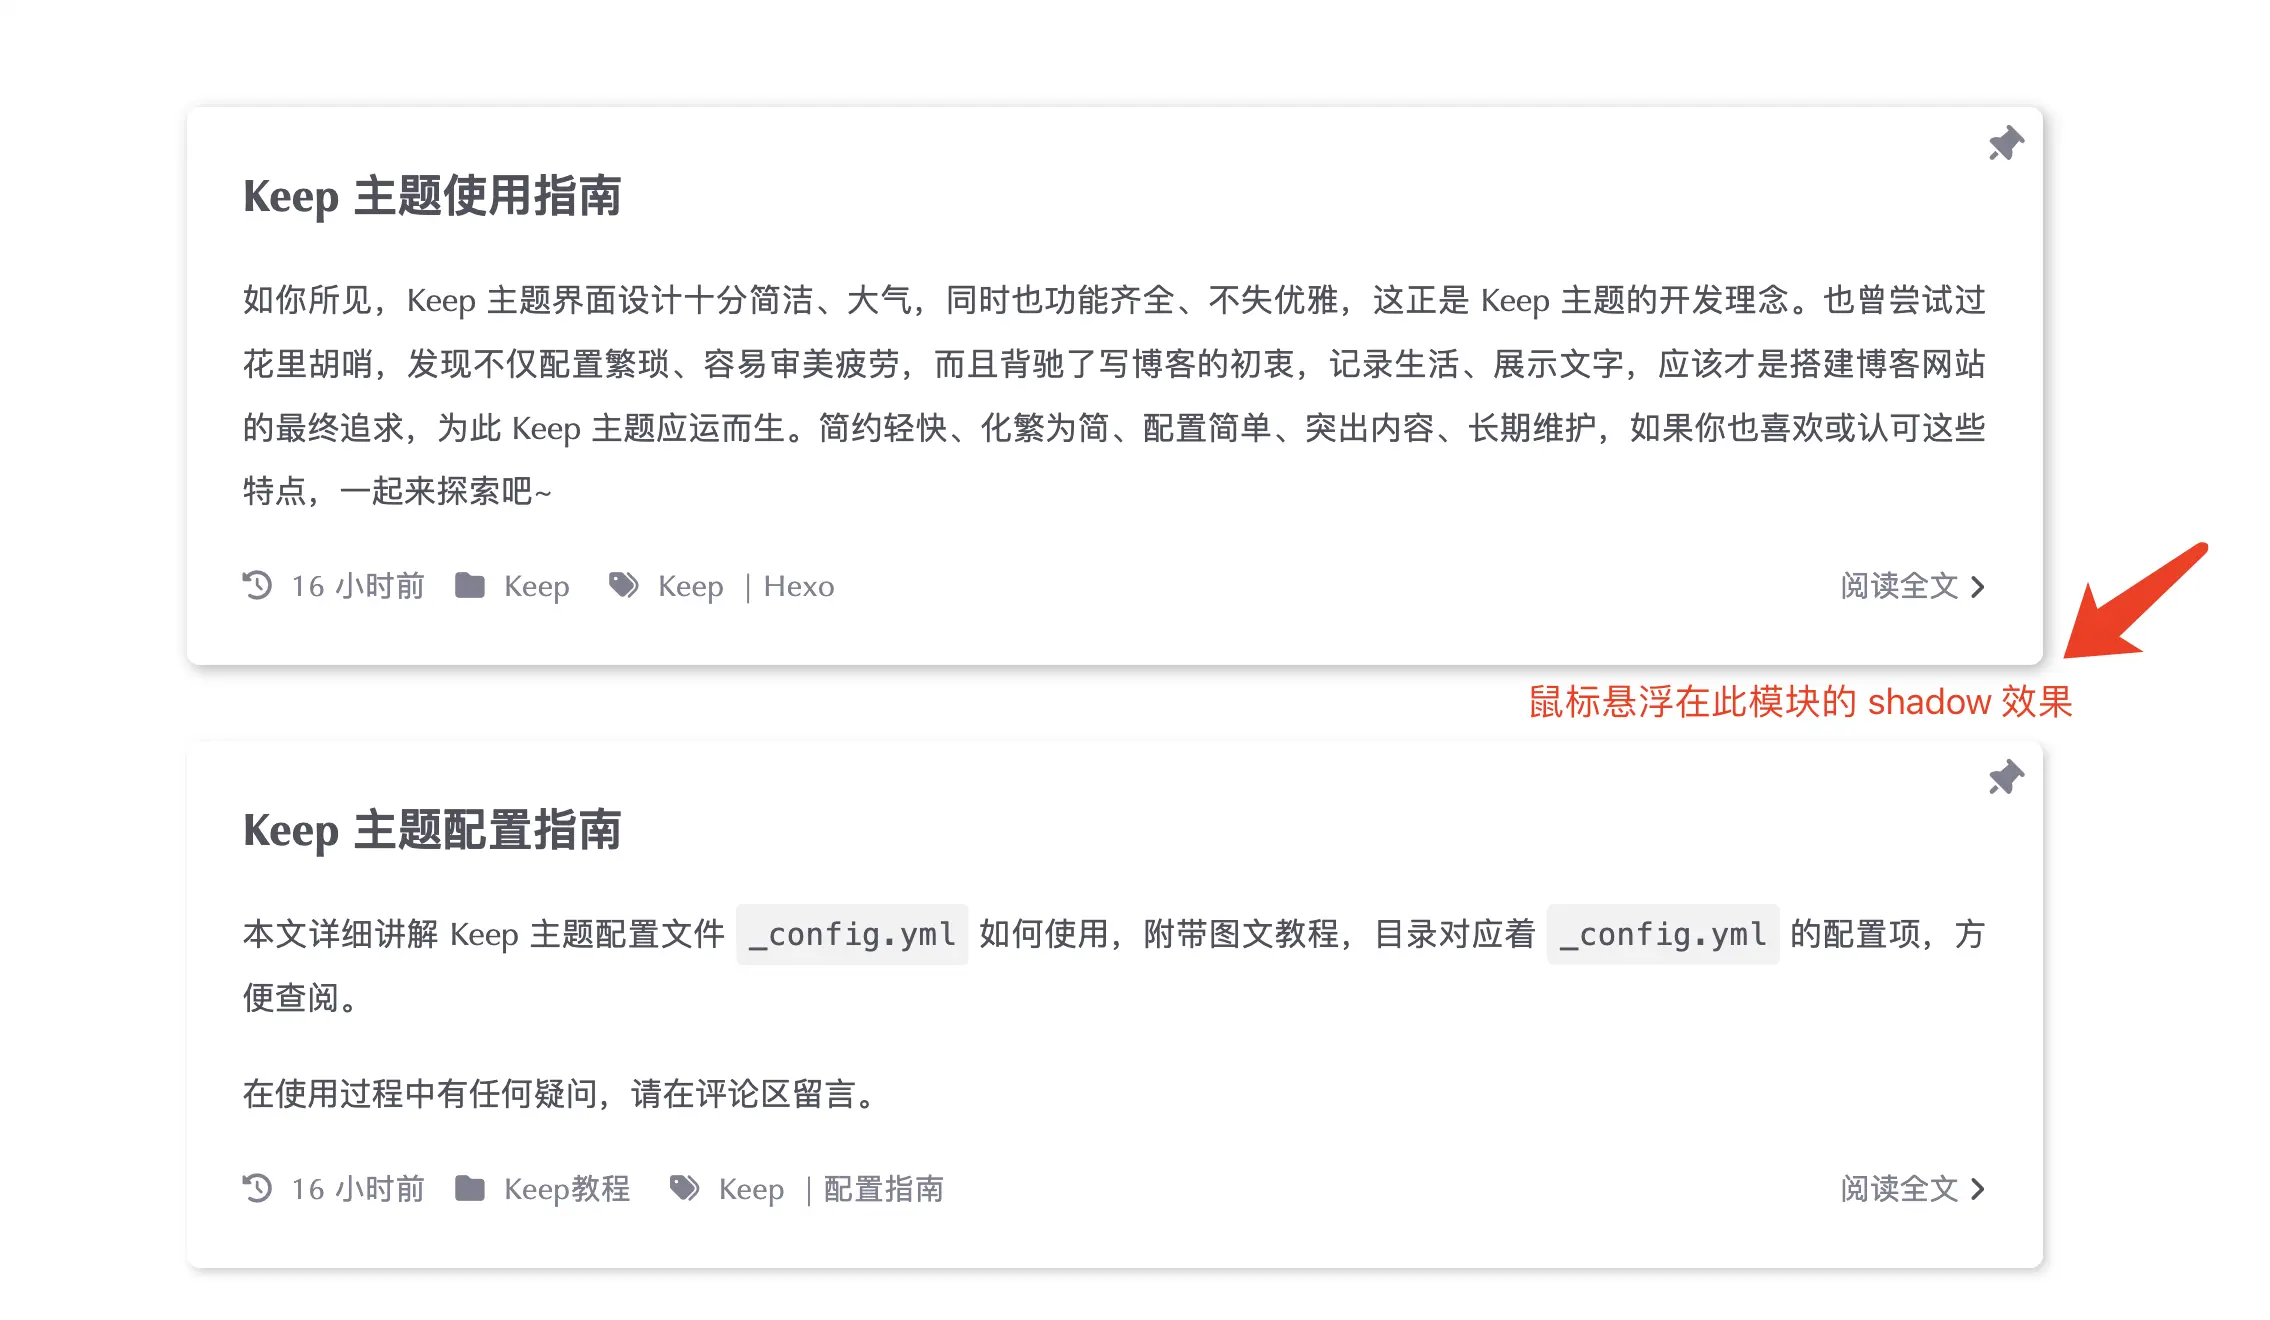 Keep 主题使用指南
如你所见，Keep 主题界面设计十分简洁、大气，同时也功能齐全、不失优雅，这正是 Keep 主题的开发理念。也曾尝试过
花里胡哨，发现不仅配置繁琐、容易审美疲劳，而且背驰了写博客的初衷，记录生活、展示文字，应该才是搭建博客网站
的最终追求，为此 Keep 主题应运而生。简约轻快、化繁为简、配置简单、突出内容、长期维护，如果你也喜欢或认可这些
特点，一起来探索吧~
16 小时前 Keep Keep | Hexo 阅读全文
鼠标悬浮在此模块的 shadow 效果
Keep 主题配置指南
本文详细讲解 Keep 主题配置文件 _config.yml 如何使用，附带图文教程，目录对应着 _config.yml 的配置项，方
便查阅。
在使用过程中有任何疑问，请在评论区留言。
16 小时前 Keep教程 Keep | 配置指南 阅读全文